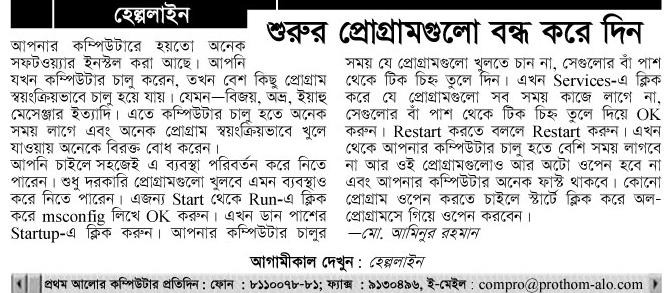 হেল্পলাইন
শুরুর প্রোগ্রামগুলো বন্ধ করে দিন
আপনার কম্পিউটারে হয়তো অনেক
সফটওয়্যার ইনস্টল করা আছে। আপনি
যখন কম্পিউটার চালু করেন, তখন বেশ কিছু প্রোগ্রাম
স্বয়ংক্রিয়ভাবে চালু হয়ে যায়। যেমন—বিজয়, অভ্র, ইয়াহু
মেসেঞ্জার ইত্যাদি। এতে কম্পিউটার চালু হতে অনেক
সময় লাগে এবং অনেক প্রোগ্রাম স্বয়ংক্রিয়ভাবে খুলে
যাওয়ায় অনেকে বিরক্ত বোধ করেন।
আপনি চাইলে সহজেই এ ব্যবস্থা পরিবর্তন করে নিতে
পারেন। শুধু দরকারি প্রোগ্রামগুলো খুলবে এমন ব্যবস্থাও
করে নিতে পারেন। এজন্য Start থেকে Run-এ ক্লিক
করে msconfig লিখে OK করুন। এখন ডান পাশের
Startup-এ ক্লিক করুন। আপনার কম্পিউটার চালুর
সময় যে প্রোগ্রামগুলো খুলতে চান না, সেগুলোর বাঁ পাশ
থেকে টিক চিহ্ন তুলে দিন। এখন Services-এ ক্লিক
করে যে প্রোগ্রামগুলো সব সময় কাজে লাগে না,
সেগুলোর বাঁ পাশ থেকে টিক চিহ্ন তুলে দিয়ে OK
করুন। Restart করতে বললে Restart করুন। এখন
থেকে আপনার কম্পিউটার চালু হতে বেশি সময় লাগবে
না আর ওই প্রোগ্রামগুলোও আর অটো ওপেন হবে না
এবং আপনার কম্পিউটার অনেক ফাস্ট থাকবে। কোনো
প্রোগ্রাম ওপেন করতে চাইলে স্টার্টে ক্লিক করে অল-
প্রোগ্রামসে গিয়ে ওপেন করবেন।
—মো. আমিনুর রহমান
আগামীকাল দেখুন : হেল্পলাইন
প্রথম আলোর কম্পিউটার প্রতিদিন : ফোন : ৮১১০০৭৮-৮১; ফ্যাক্স : ৯১৩০৪৯৬, ই-মেইল : compro@prothom-alo.com